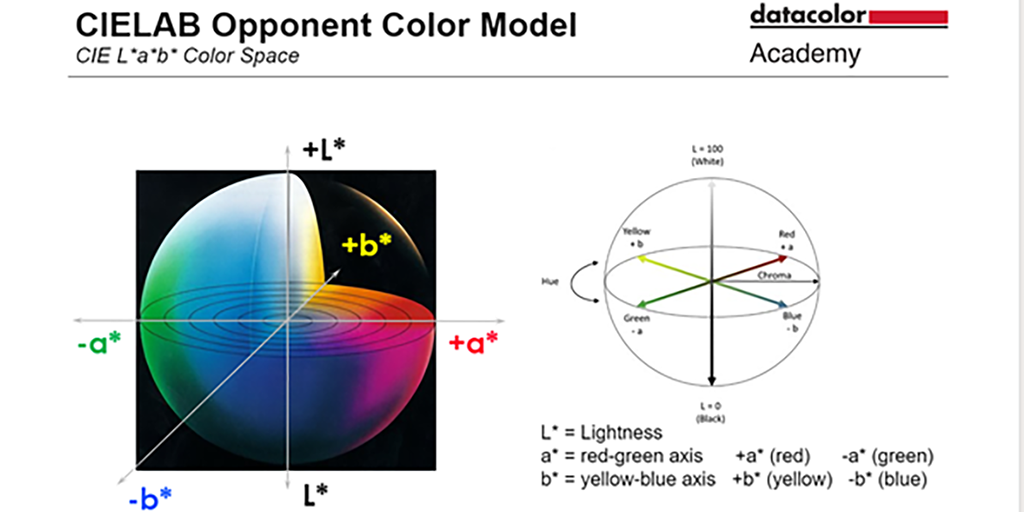 CIELAB Opponent Color Model
CIE L*a*b* Color Space
datacolor
Academy
+L*
+b*
-a*
+a*
-b*
L*
L = 100
(White)
Yellow
+ b
Red
+ a
Hue
Chroma
Green
- a
Blue
- b
L = 0
(Black)
L* = Lightness
a* = red-green axis +a* (red) -a* (green)
b* = yellow-blue axis +b* (yellow) -b* (blue)